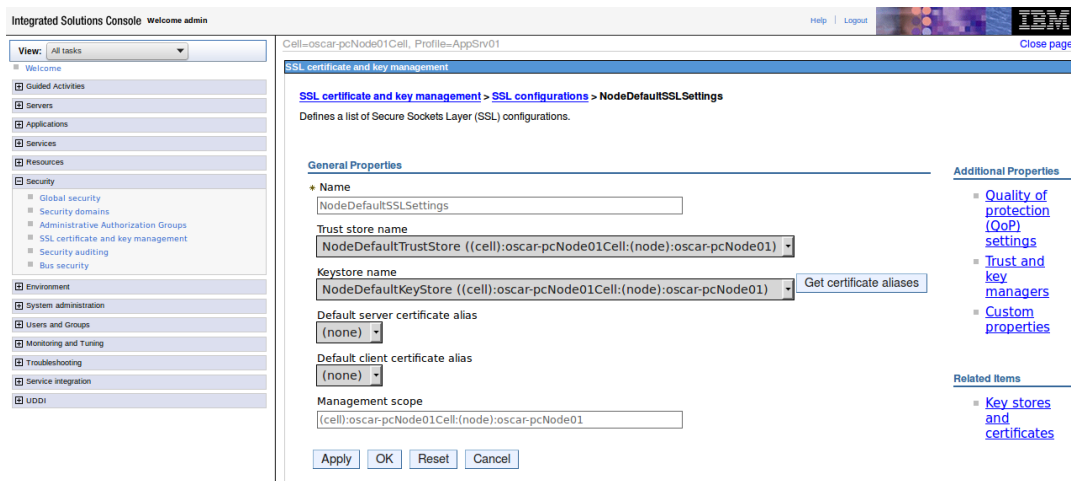 Integrated Solutions Console Welcome admin
Help | Logout
IBM
View: All tasks
Welcome
Guided Activities
Servers
Applications
Services
Resources
Security
Global security
Security domains
Administrative Authorization Groups
SSL certificate and key management
Security auditing
Bus security
Environment
System administration
Users and Groups
Monitoring and Tuning
Troubleshooting
Service integration
UDDI
Cell=oscar-pcNode01Cell, Profile=AppSrv01
Close page
SSL certificate and key management
SSL certificate and key management > SSL configurations > NodeDefaultSSLSettings
Defines a list of Secure Sockets Layer (SSL) configurations.
General Properties
* Name
NodeDefaultSSLSettings
Trust store name
NodeDefaultTrustStore ((cell):oscar-pcNode01Cell:(node):oscar-pcNode01)
Keystore name
NodeDefaultKeyStore ((cell):oscar-pcNode01Cell:(node):oscar-pcNode01)
Get certificate aliases
Default server certificate alias
(none)
Default client certificate alias
(none)
Management scope
(cell):oscar-pcNode01Cell:(node):oscar-pcNode01
Apply OK Reset Cancel
Additional Properties
Quality of
protection
(QoP)
settings
Trust and
key
managers
Custom
properties
Related Items
Key stores
and
certificates